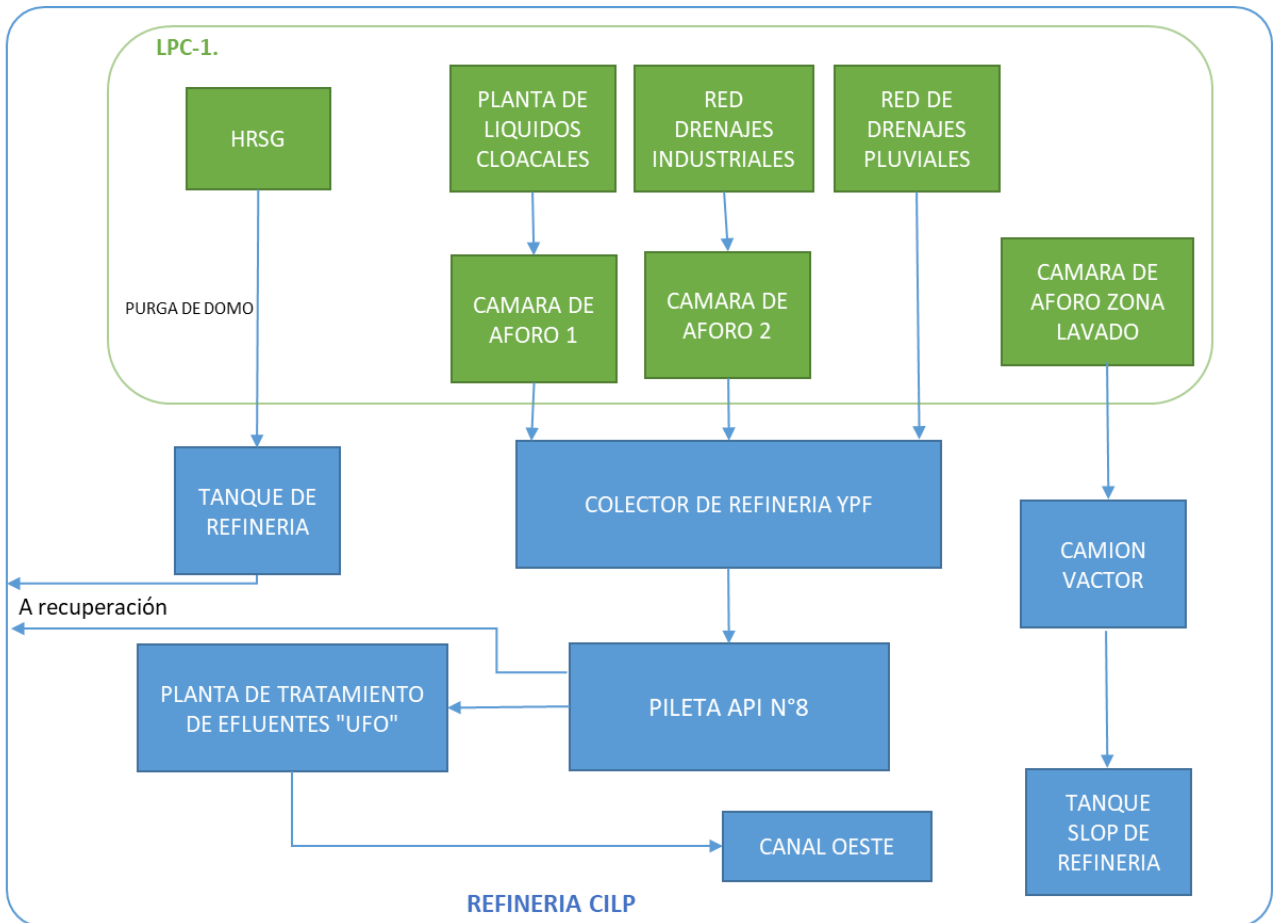 LPC-1.
HRSG
PLANTA DE
LIQUIDOS
CLOACALES
RED
DRENAJES
INDUSTRIALES
RED DE
DRENAJES
PLUVIALES
PURGA DE DOMO
CAMARA DE
AFORO 1
CAMARA DE
AFORO 2
CAMARA DE
AFORO ZONA
LAVADO
TANQUE DE
REFINERIA
COLECTOR DE REFINERIA YPF
CAMION
VACTOR
A recuperación
PLANTA DE TRATAMIENTO
DE EFLUENTES "UFO"
PILETA API N°8
TANQUE
SLOP DE
REFINERIA
CANAL OESTE
REFINERIA CILP